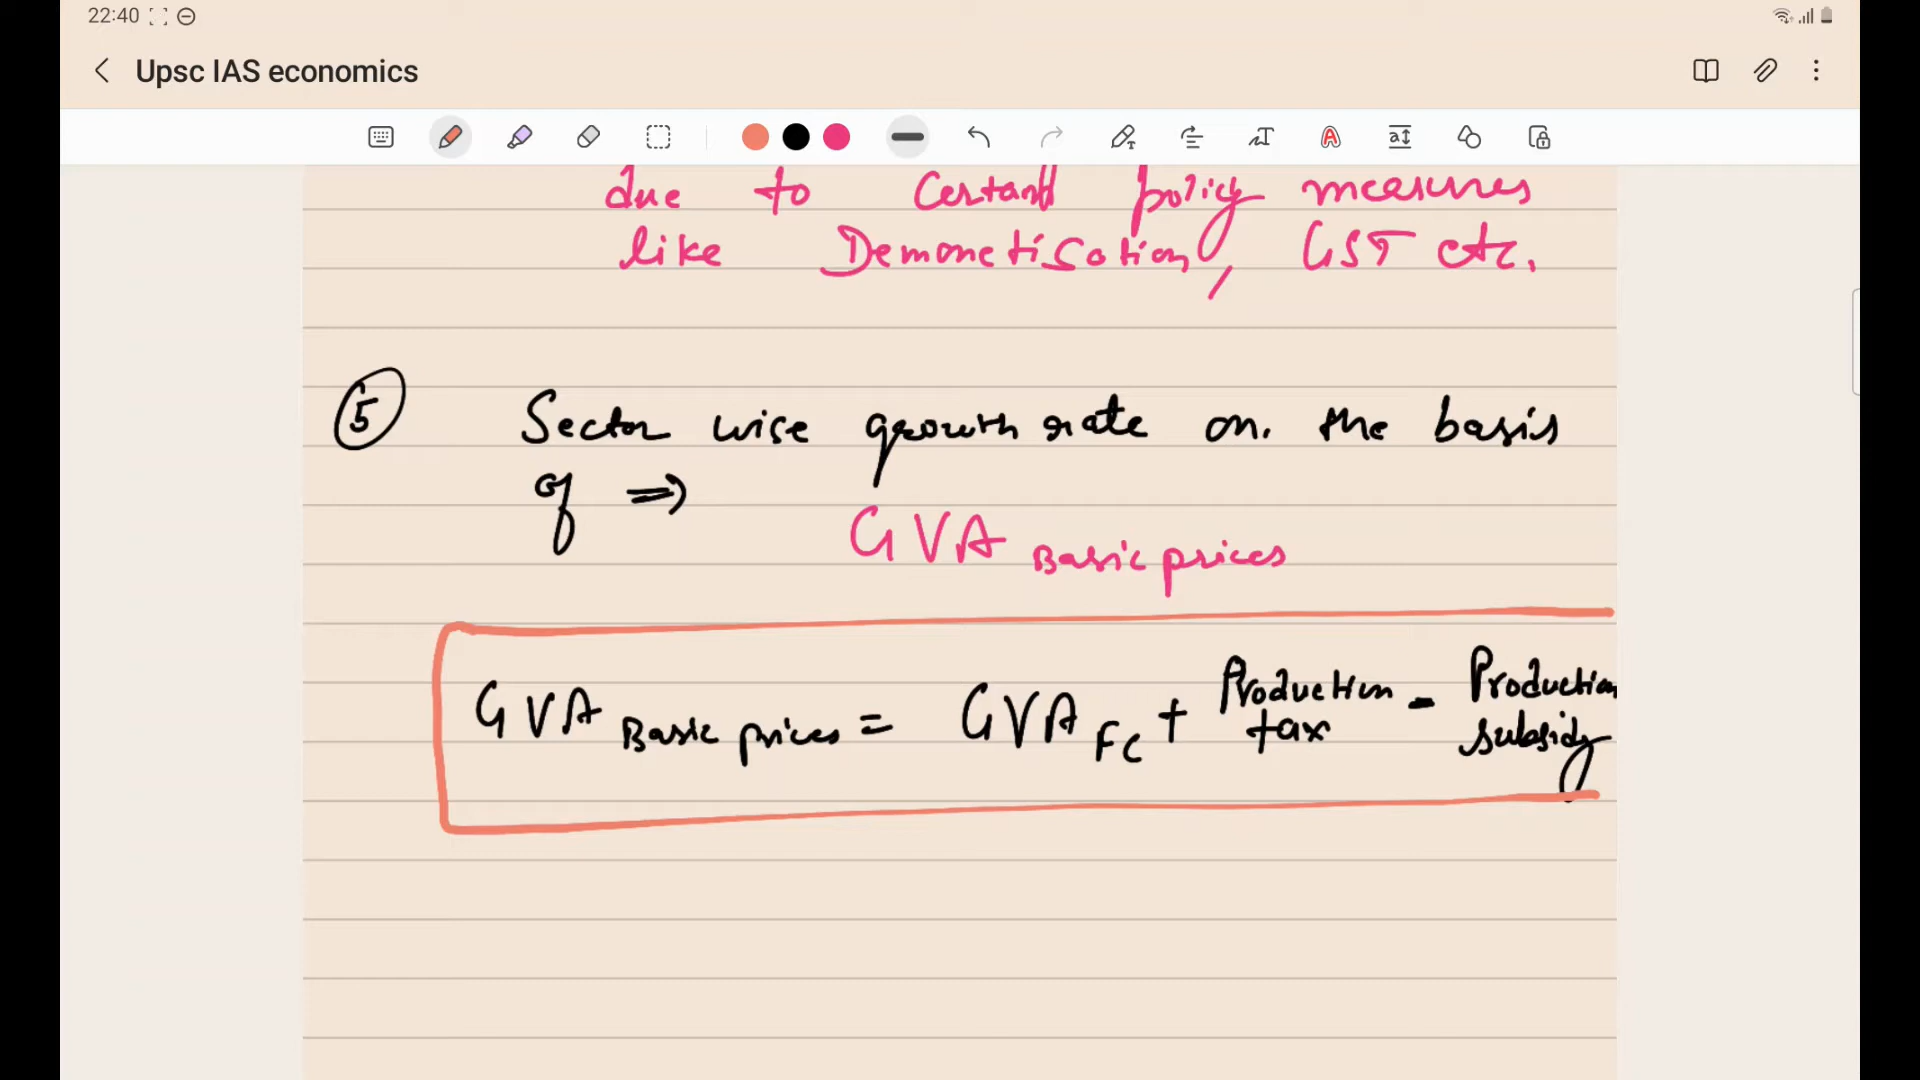 22:40
Upsc IAS economics
due to Certain policy measures
like Demonetisation, GST etc.
5 Sector wise growth rate on the basis
of ⇒
GVA Basic prices
GVA Basic prices = GVA FC + Production tax - Production subsidy